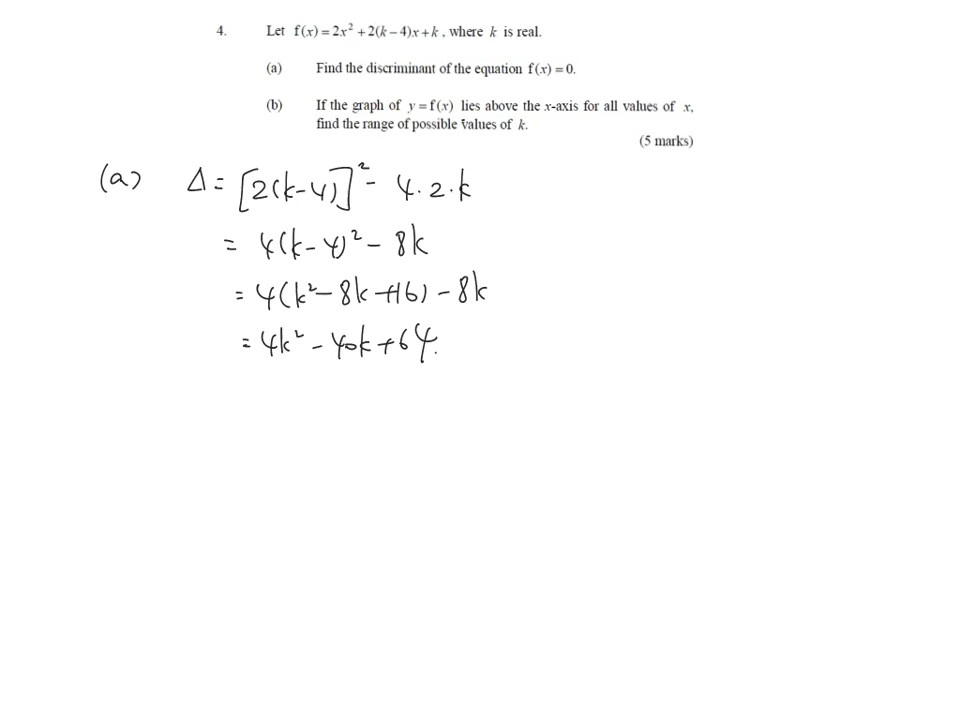 4. Let f(x) = 2x² + 2(k − 4)x + k , where k is real.
(a) Find the discriminant of the equation f(x) = 0.
(b) If the graph of y = f(x) lies above the x-axis for all values of x,
find the range of possible values of k.
(5 marks)
(a) Δ = [2(k-4)]² - 4·2·k
= 4(k-4)² - 8k
= 4(k² - 8k + 16) - 8k
= 4k² - 40k + 64.